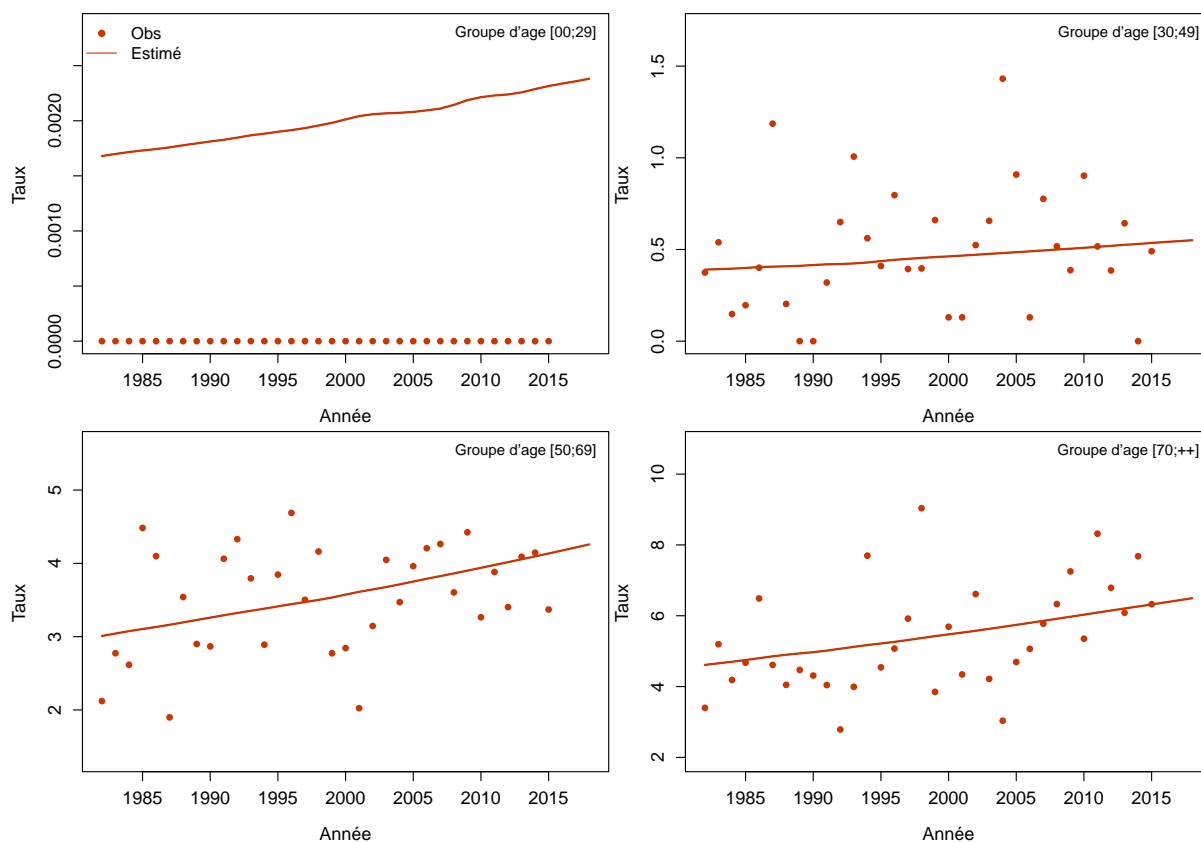 Obs
Estimé
Groupe d'age [00;29]
Taux
0.0000
0.0010
0.0020
1985 1990 1995 2000 2005 2010 2015
Année
Groupe d'age [30;49]
Taux
0.0
0.5
1.0
1.5
1985 1990 1995 2000 2005 2010 2015
Année
Groupe d'age [50;69]
Taux
2
3
4
5
1985 1990 1995 2000 2005 2010 2015
Année
Groupe d'age [70;++]
Taux
2
4
6
8
10
1985 1990 1995 2000 2005 2010 2015
Année